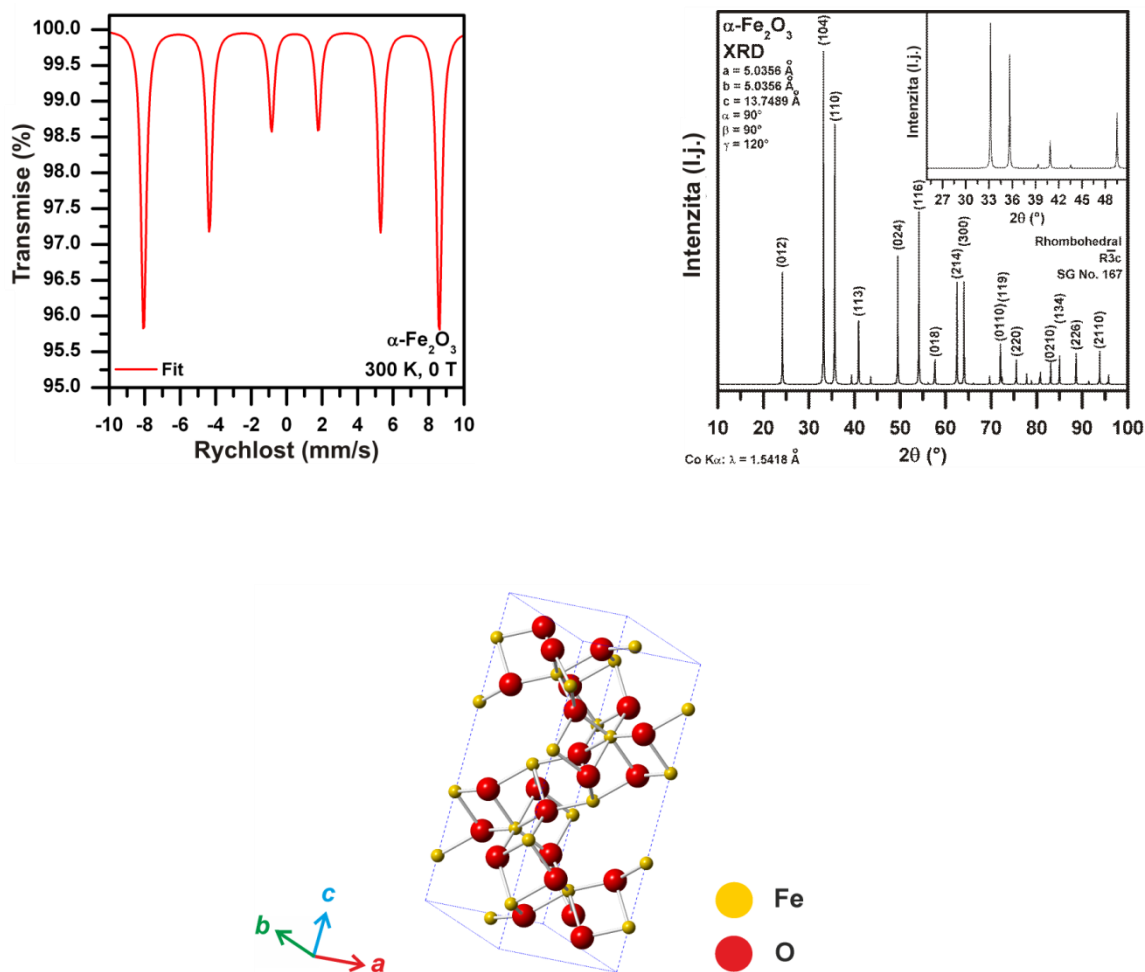 100.0
99.5
99.0
98.5
98.0
97.5
97.0
96.5
96.0
95.5
95.0
Transmise (%)
α-Fe2O3
Fit
300 K, 0 T
-10 -8 -6 -4 -2 0 2 4 6 8 10
Rychlost (mm/s)
α-Fe2O3
XRD
a = 5.0356 Å
b = 5.0356 Å
c = 13.7489 Å
α = 90°
β = 90°
γ = 120°
Intenzita (l.j.)
(012)
(104)
(110)
(113)
(024)
(116)
(018)
(214)
(300)
(0110)
(119)
(220)
(0210)
(134)
(226)
(2110)
Intenzita (l.j.)
27 30 33 36 39 42 45 48
2θ (°)
Rhombohedral
R3̅c
SG No. 167
10 20 30 40 50 60 70 80 90 100
Co Kα: λ = 1.5418 Å
2θ (°)
c
b
a
Fe
O